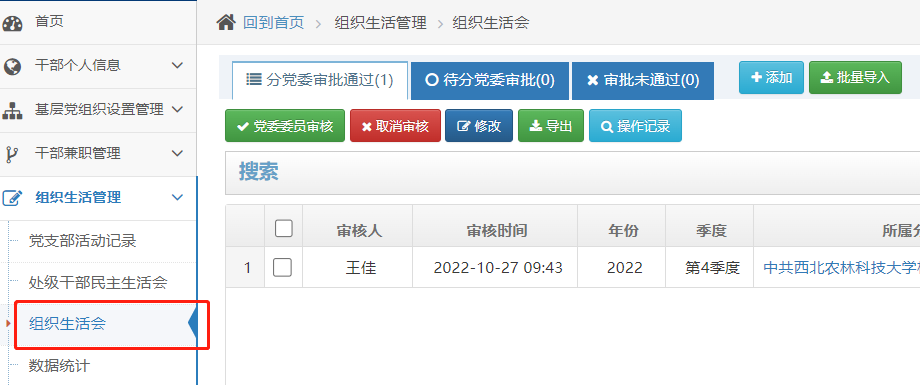 首页
干部个人信息
基层党组织设置管理
干部兼职管理
组织生活管理
党支部活动记录
处级干部民主生活会
组织生活会
数据统计
回到首页 > 组织生活管理 > 组织生活会
分党委审批通过(1) 待分党委审批(0) 审批未通过(0) 添加 批量导入
党委委员审核 取消审核 修改 导出 操作记录
搜索
审核人 审核时间 年份 季度 所属分
1 王佳 2022-10-27 09:43 2022 第4季度 中共西北农林科技大学